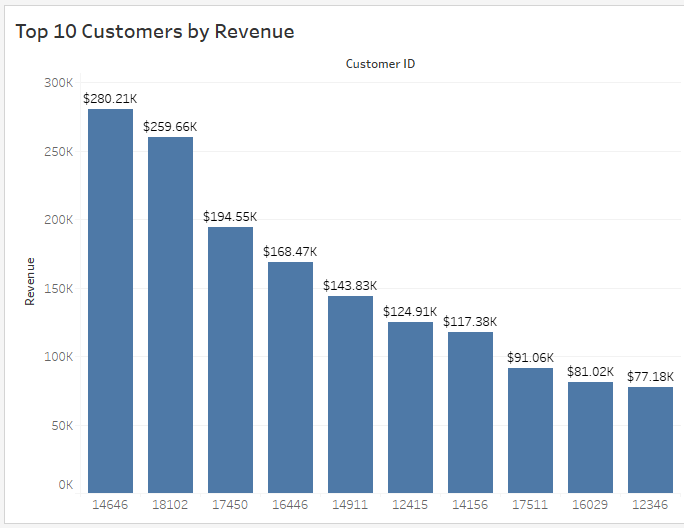 Top 10 Customers by Revenue
Customer ID
Revenue
300K
250K
200K
150K
100K
50K
0K
$280.21K
$259.66K
$194.55K
$168.47K
$143.83K
$124.91K
$117.38K
$91.06K
$81.02K
$77.18K
14646 18102 17450 16446 14911 12415 14156 17511 16029 12346